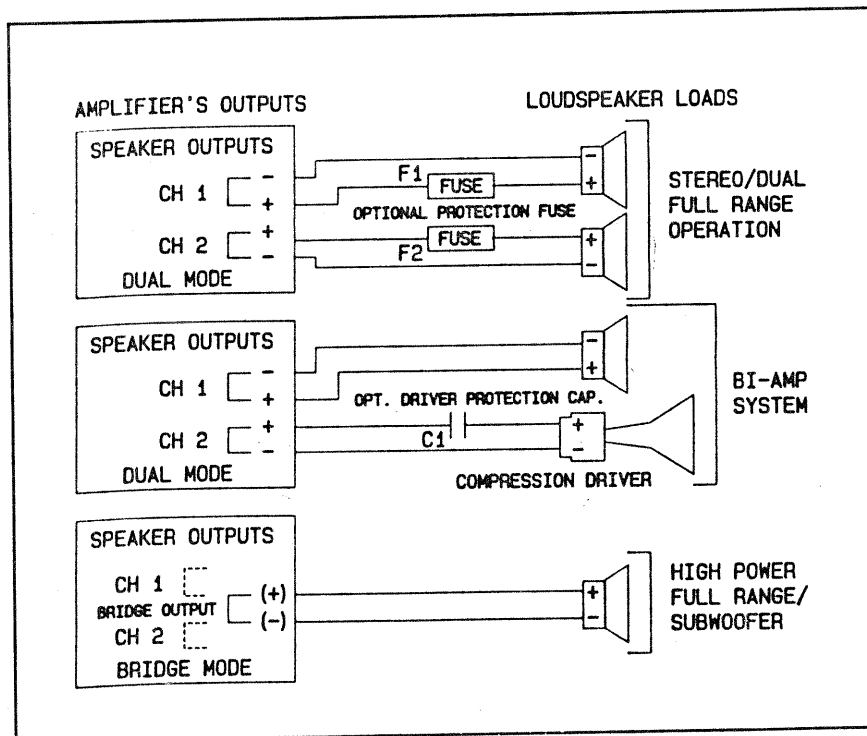 AMPLIFIER'S OUTPUTS
LOUDSPEAKER LOADS
SPEAKER OUTPUTS
CH 1
-
+
CH 2
+
-
DUAL MODE
F1
FUSE
OPTIONAL PROTECTION FUSE
FUSE
F2
-
+
+
-
STEREO/DUAL
FULL RANGE
OPERATION
SPEAKER OUTPUTS
CH 1
-
+
CH 2
+
-
DUAL MODE
OPT. DRIVER PROTECTION CAP.
C1
-
+
+
-
COMPRESSION DRIVER
BI-AMP
SYSTEM
SPEAKER OUTPUTS
CH 1
BRIDGE OUTPUT
CH 2
(+)
(-)
BRIDGE MODE
+
-
HIGH POWER
FULL RANGE/
SUBWOOFER